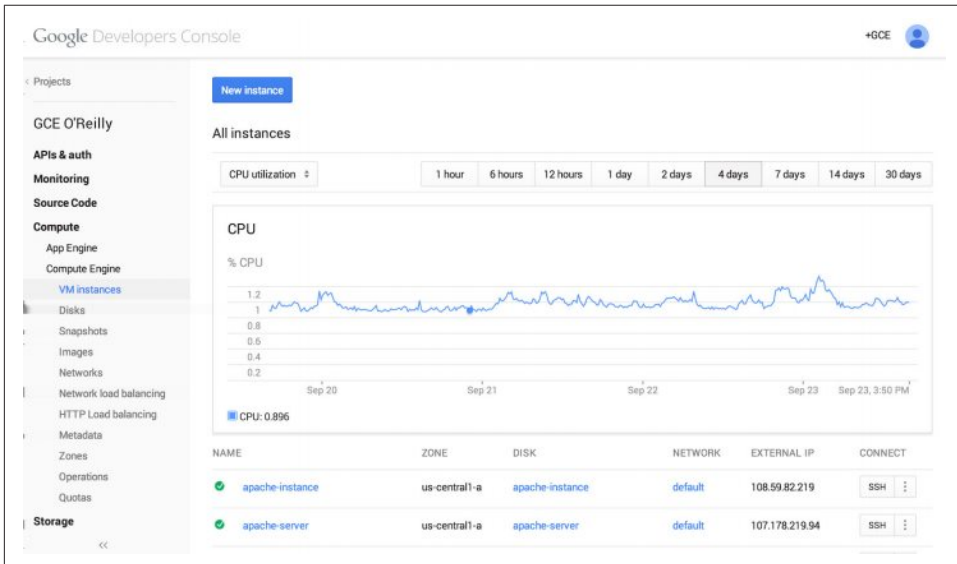 Google Developers Console
+GCE
< Projects
GCE O'Reilly
APIs & auth
Monitoring
Source Code
Compute
App Engine
Compute Engine
VM instances
Disks
Snapshots
Images
Networks
Network load balancing
HTTP Load balancing
Metadata
Zones
Operations
Quotas
Storage
<<
New instance
All instances
CPU utilization
1 hour 6 hours 12 hours 1 day 2 days 4 days 7 days 14 days 30 days
CPU
% CPU
1.2
1
0.8
0.6
0.4
0.2
Sep 20 Sep 21 Sep 22 Sep 23 Sep 23, 3:50 PM
CPU: 0.896
NAME ZONE DISK NETWORK EXTERNAL IP CONNECT
apache-instance us-central1-a apache-instance default 108.59.82.219 SSH
apache-server us-central1-a apache-server default 107.178.219.94 SSH